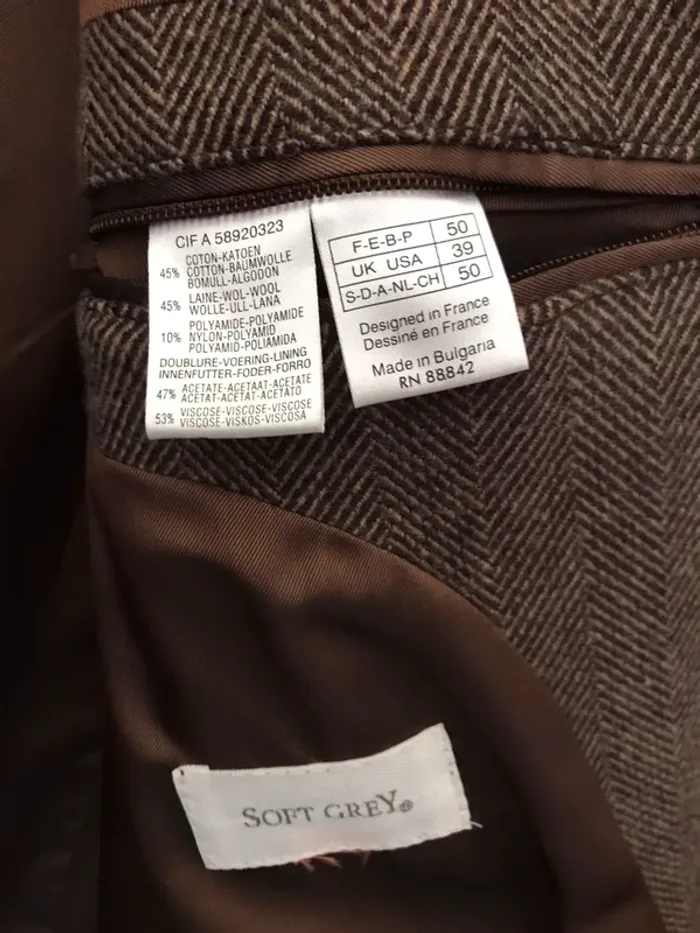 CIF A 58920323
COTON-KATOEN
45% COTTON-BAUMWOLLE
BOMULL-ALGODON
45% LAINE-WOL-WOOL
WOLLE-ULL-LANA
POLYAMIDE-POLYAMIDE
10% NYLON-POLYAMID
POLYAMID-POLIAMIDA
DOUBLURE-VOERING-LINING
INNENFUTTER-FODER-FORRO
47% ACETATE-ACETAAT-ACETATE
ACETAT-ACETAT-ACETATO
53% VISCOSE-VISCOSE-VISCOSE
VISCOSE-VISKOS-VISCOSA
F-E-B-P 50
UK USA 39
S-D-A-NL-CH 50
Designed in France
Dessiné en France
Made in Bulgaria
RN 88842
SOFT GREY®